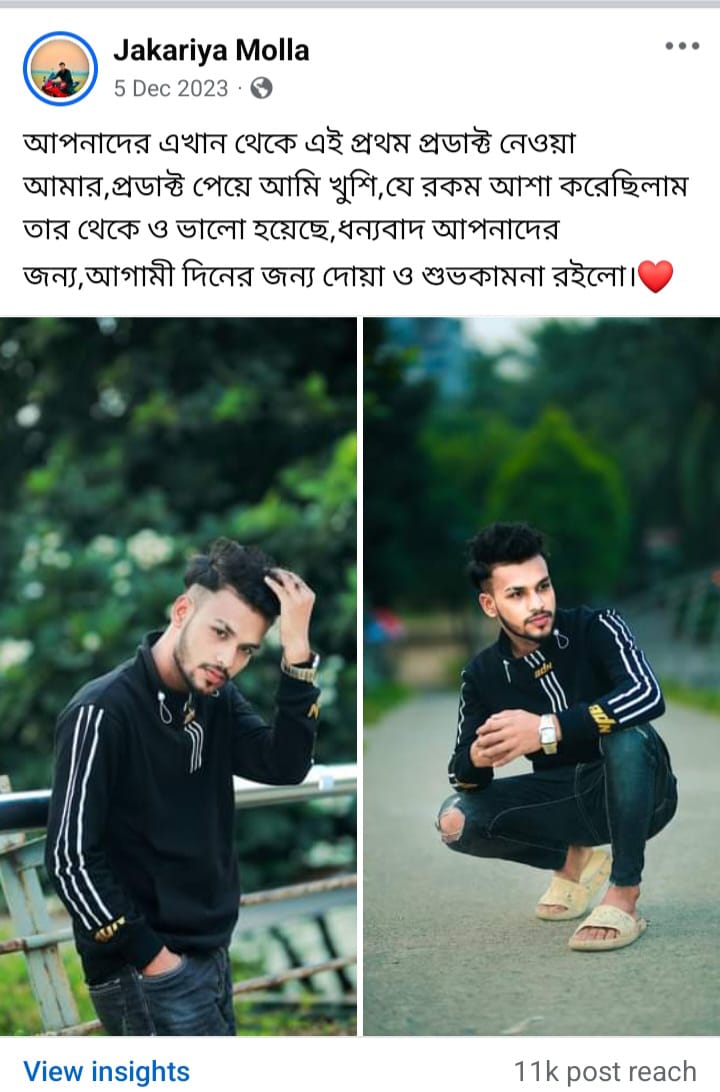 Jakariya Molla
5 Dec 2023 ·
আপনাদের এখান থেকে এই প্রথম প্রডাক্ট নেওয়া
আমার,প্রডাক্ট পেয়ে আমি খুশি,যে রকম আশা করেছিলাম
তার থেকে ও ভালো হয়েছে,ধন্যবাদ আপনাদের
জন্য,আগামী দিনের জন্য দোয়া ও শুভকামনা রইলো।❤️
View insights
11k post reach